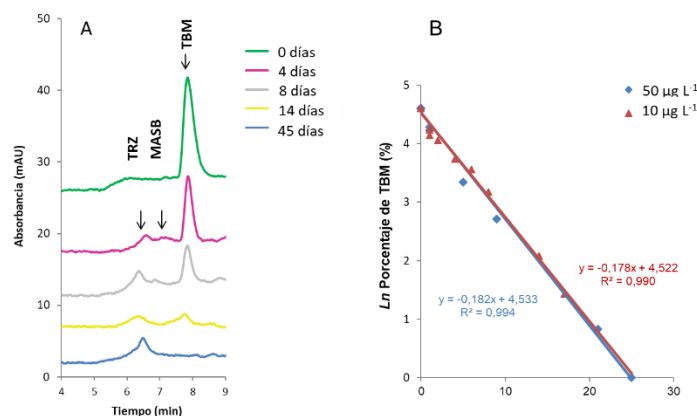 A
B
TRZ
MASB
TBM
0 días
4 días
8 días
14 días
45 días
Absorbancia (mAU)
50
40
30
20
10
0
4 5 6 7 8 9
Tiempo (min)
50 µg L-1
10 µg L-1
Ln Porcentaje de TBM (%)
5
4
3
2
1
0
y = -0,178x + 4,522
R² = 0,990
y = -0,182x + 4,533
R² = 0,994
0 10 20 30